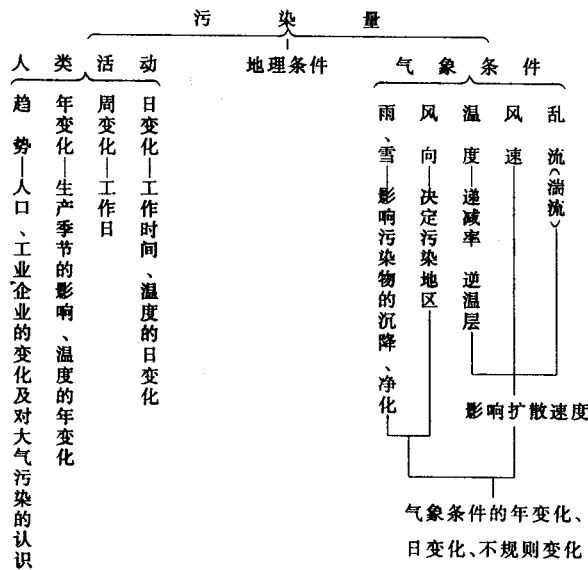 污染量
人类活动
地理条件
气象条件
趋势—人口、工业企业的变化及对大气污染的认识
年变化—生产季节的影响、温度的年变化
周变化—工作日
日变化—工作时间、温度的日变化
雨、雪—影响污染物的沉降、净化
风向—决定污染地区
温度—递减率 逆温层
风速
乱流(湍流)
影响扩散速度
气象条件的年变化、
日变化、不规则变化